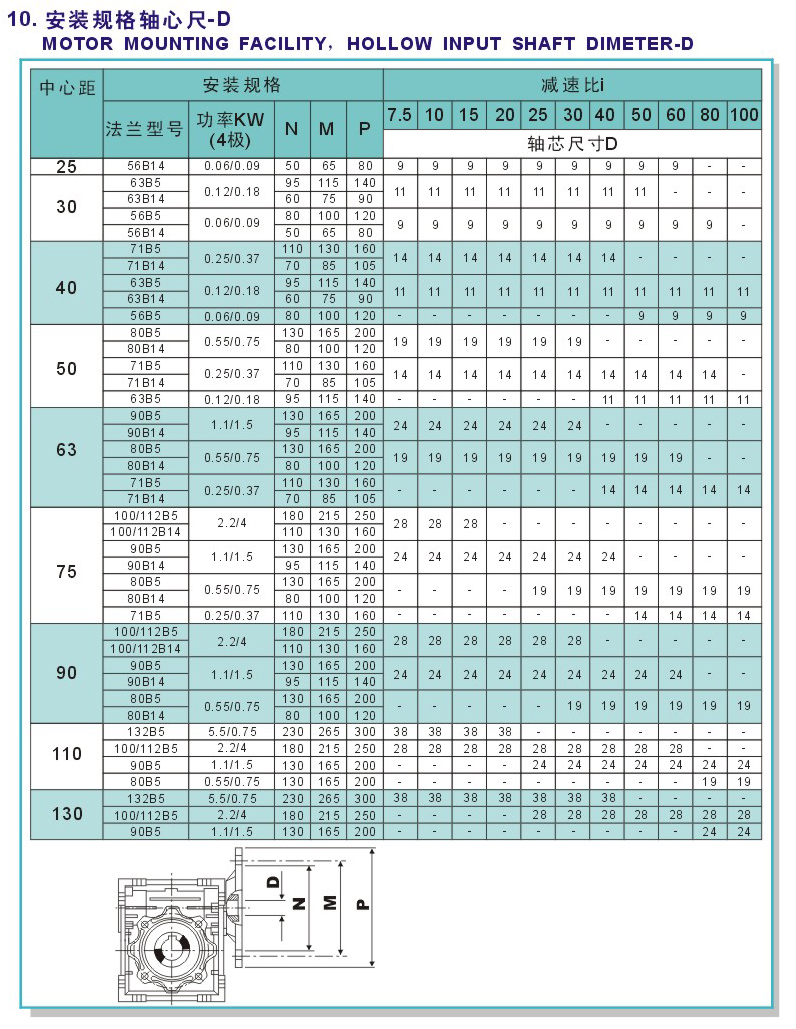 10. 安装规格轴心尺-D
MOTOR MOUNTING FACILITY, HOLLOW INPUT SHAFT DIMETER-D
中心距 安装规格 减速比i
法兰型号 功率KW (4极) N M P 7.5 10 15 20 25 30 40 50 60 80 100
轴芯尺寸D
25 56B14 0.06/0.09 50 65 80 9 9 9 9 9 9 9 9 9 - -
30 63B5 0.12/0.18 95 115 140 11 11 11 11 11 11 11 11 - - -
63B14 60 75 90
56B5 0.06/0.09 80 100 120 9 9 9 9 9 9 9 9 9 9 -
56B14 50 65 80
40 71B5 0.25/0.37 110 130 160 14 14 14 14 14 14 14 - - - -
71B14 70 85 105
63B5 0.12/0.18 95 115 140 11 11 11 11 11 11 11 11 11 11 11
63B14 60 75 90
56B5 0.06/0.09 80 100 120 - - - - - - - 9 9 9 9
50 80B5 0.55/0.75 130 165 200 19 19 19 19 19 19 - - - - -
80B14 80 100 120
71B5 0.25/0.37 110 130 160 14 14 14 14 14 14 14 14 14 14 -
71B14 70 85 105
63B5 0.12/0.18 95 115 140 - - - - - - 11 11 11 11 11
63 90B5 1.1/1.5 130 165 200 24 24 24 24 24 24 - - - - -
90B14 95 115 140
80B5 0.55/0.75 130 165 200 19 19 19 19 19 19 19 19 19 - -
80B14 80 100 120
71B5 0.25/0.37 110 130 160 - - - - - - 14 14 14 14 14
71B14 70 85 105
75 100/112B5 2.2/4 180 215 250 28 28 28 - - - - - - - -
100/112B14 110 130 160
90B5 1.1/1.5 130 165 200 24 24 24 24 24 24 24 - - - -
90B14 95 115 140
80B5 0.55/0.75 130 165 200 - - - - 19 19 19 19 19 19 19
80B14 80 100 120
71B5 0.25/0.37 110 130 160 - - - - - - - 14 14 14 14
90 100/112B5 2.2/4 180 215 250 28 28 28 28 28 28 - - - - -
100/112B14 110 130 160
90B5 1.1/1.5 130 165 200 24 24 24 24 24 24 24 24 24 - -
90B14 95 115 140
80B5 0.55/0.75 130 165 200 - - - - - 19 19 19 19 19 19
80B14 80 100 120
110 132B5 5.5/0.75 230 265 300 38 38 38 38 - - - - - - -
100/112B5 2.2/4 180 215 250 28 28 28 28 28 28 28 28 28 - -
90B5 1.1/1.5 130 165 200 - - - - 24 24 24 24 24 24 24
80B5 0.55/0.75 130 165 200 - - - - - - - - - 19 19
130 132B5 5.5/0.75 230 265 300 38 38 38 38 38 38 38 - - - -
100/112B5 2.2/4 180 215 250 - - - - 28 28 28 28 28 28 28
90B5 1.1/1.5 130 165 200 - - - - - - - - - 24 24
D N M P